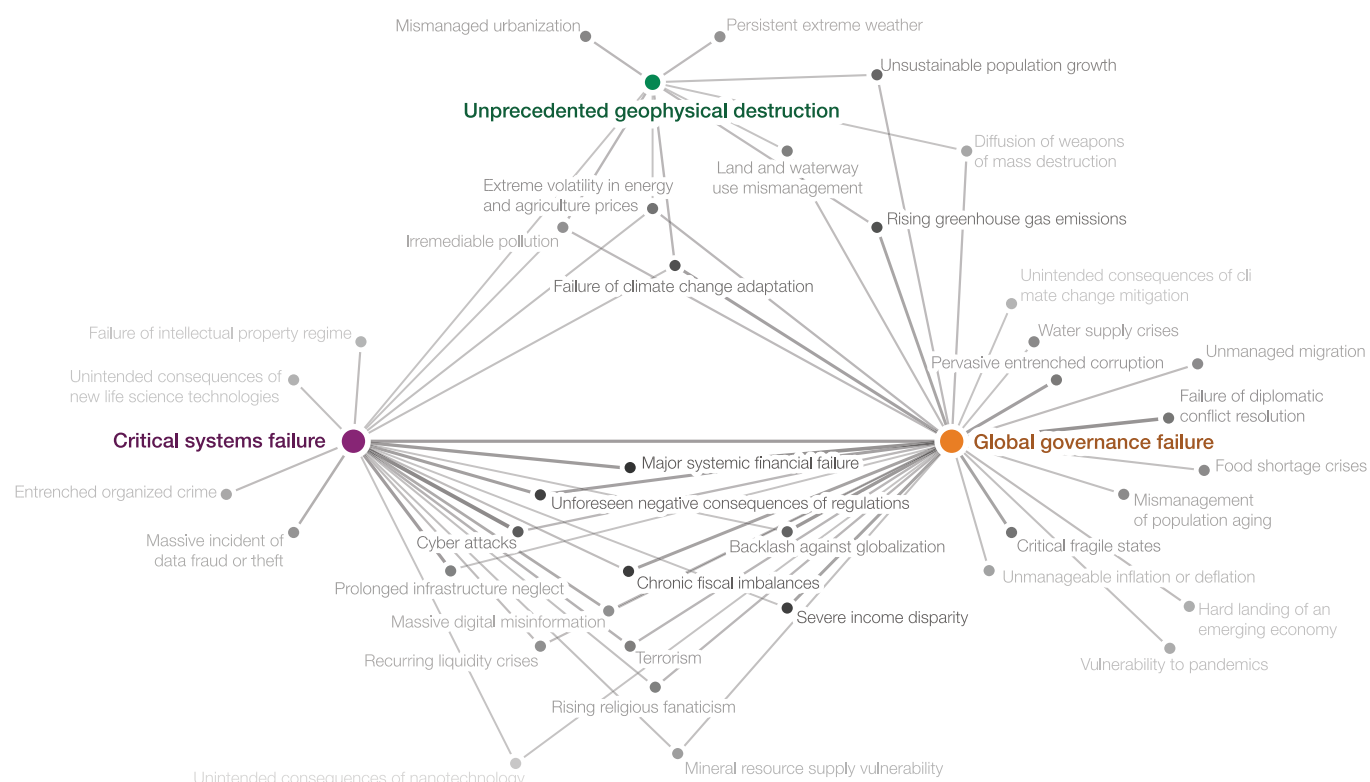 Mismanaged urbanization
Persistent extreme weather
Unsustainable population growth
Unprecedented geophysical destruction
Diffusion of weapons
of mass destruction
Land and waterway
use mismanagement
Extreme volatility in energy
and agriculture prices
Rising greenhouse gas emissions
Irremediable pollution
Failure of climate change adaptation
Unintended consequences of cli
mate change mitigation
Failure of intellectual property regime
Water supply crises
Unmanaged migration
Pervasive entrenched corruption
Unintended consequences of
new life science technologies
Failure of diplomatic
conflict resolution
Critical systems failure
Global governance failure
Major systemic financial failure
Food shortage crises
Entrenched organized crime
Unforeseen negative consequences of regulations
Mismanagement
of population aging
Massive incident of
data fraud or theft
Cyber attacks
Backlash against globalization
Critical fragile states
Prolonged infrastructure neglect
Chronic fiscal imbalances
Unmanageable inflation or deflation
Massive digital misinformation
Severe income disparity
Hard landing of an
emerging economy
Recurring liquidity crises
Terrorism
Vulnerability to pandemics
Rising religious fanaticism
Mineral resource supply vulnerability
Unintended consequences of nanotechnology